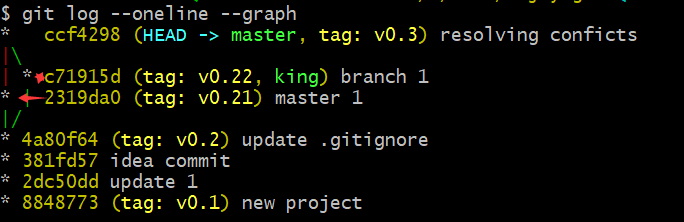 $ git log --oneline --graph
*   ccf4298 (HEAD -> master, tag: v0.3) resolving conficts
|\
| * c71915d (tag: v0.22, king) branch 1
* | 2319da0 (tag: v0.21) master 1
|/
* 4a80f64 (tag: v0.2) update .gitignore
* 381fd57 idea commit
* 2dc50dd update 1
* 8848773 (tag: v0.1) new project